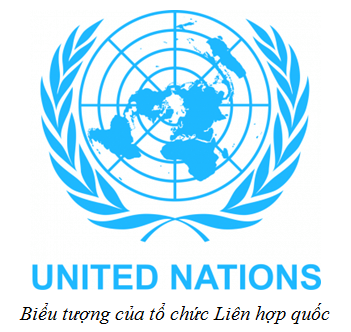 UNITED NATIONS
Biểu tượng của tổ chức Liên hợp quốc